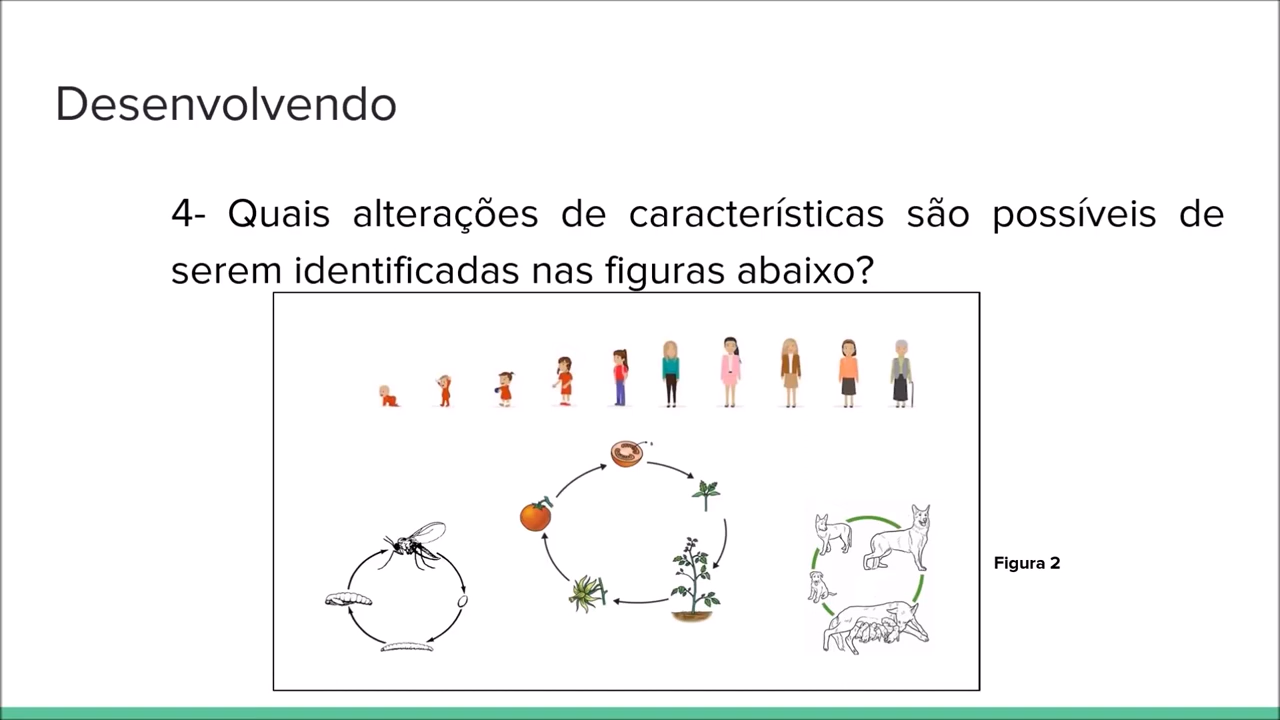 Desenvolvendo
4- Quais alterações de características são possíveis de
serem identificadas nas figuras abaixo?
Figura 2